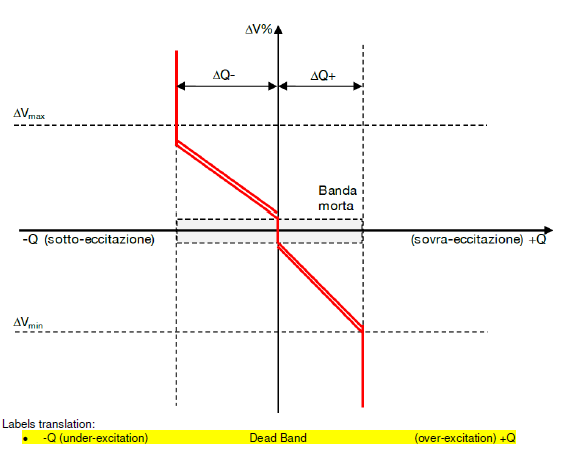 ΔV%
ΔQ- ΔQ+
ΔVmax
Banda
morta
-Q (sotto-eccitazione) (sovra-eccitazione) +Q
ΔVmin
Labels translation:
• -Q (under-excitation) Dead Band (over-excitation) +Q